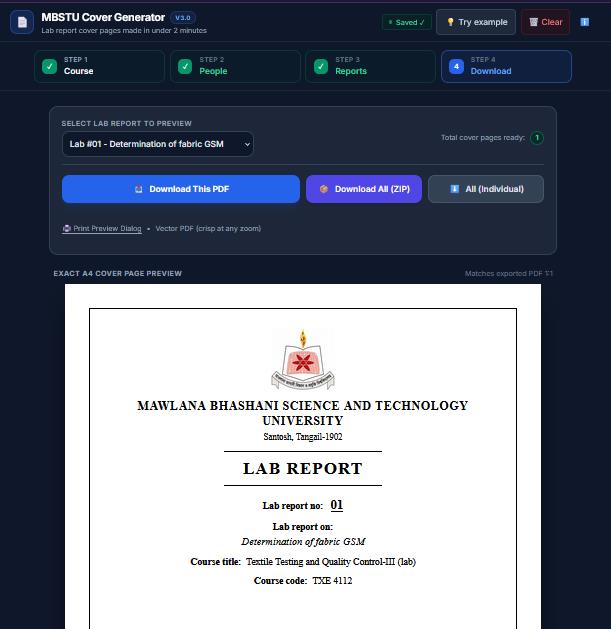 MBSTU Cover Generator V3.0
Lab report cover pages made in under 2 minutes
Saved ✓
Try example
Clear
STEP 1
Course
STEP 2
People
STEP 3
Reports
4
STEP 4
Download
SELECT LAB REPORT TO PREVIEW
Lab #01 - Determination of fabric GSM
Total cover pages ready: 1
Download This PDF
Download All (ZIP)
All (Individual)
Print Preview Dialog • Vector PDF (crisp at any zoom)
EXACT A4 COVER PAGE PREVIEW
Matches exported PDF 1:1
MAWLANA BHASHANI SCIENCE AND TECHNOLOGY
UNIVERSITY
Santosh, Tangail-1902
LAB REPORT
Lab report no: 01
Lab report on:
Determination of fabric GSM
Course title: Textile Testing and Quality Control-III (lab)
Course code: TXE 4112